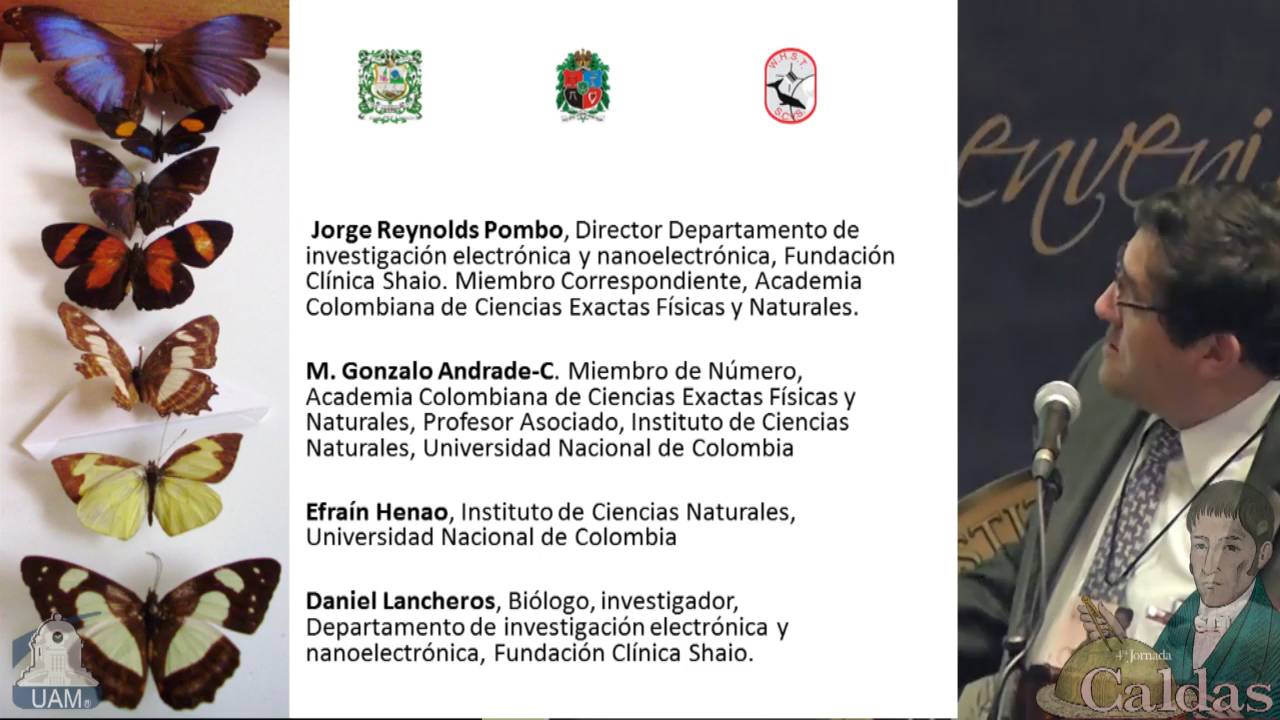 W.H.S.T.
S.C.V.S.
enveni
Jorge Reynolds Pombo, Director Departamento de
investigación electrónica y nanoelectrónica, Fundación
Clínica Shaio. Miembro Correspondiente, Academia
Colombiana de Ciencias Exactas Físicas y Naturales.
M. Gonzalo Andrade-C. Miembro de Número,
Academia Colombiana de Ciencias Exactas Físicas y
Naturales, Profesor Asociado, Instituto de Ciencias
Naturales, Universidad Nacional de Colombia
Efraín Henao, Instituto de Ciencias Naturales,
Universidad Nacional de Colombia
Daniel Lancheros, Biólogo, investigador,
Departamento de investigación electrónica y
nanoelectrónica, Fundación Clínica Shaio.
UAM®
4ª Jornada
Caldas